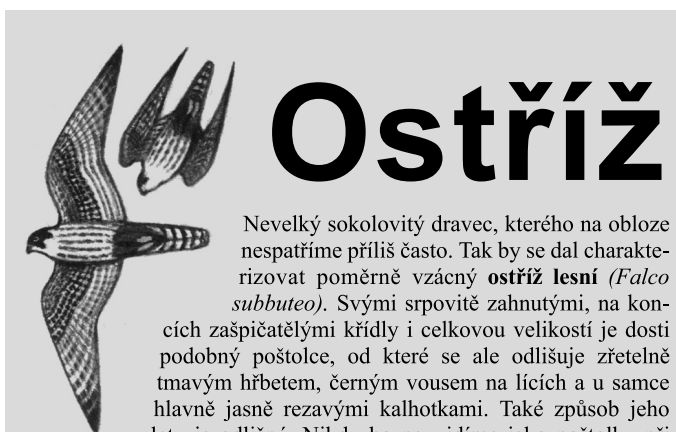 Ostříž
Nevelký sokolovitý dravec, kterého na obloze
nespatříme příliš často. Tak by se dal charakte-
rizovat poměrně vzácný ostříž lesní (Falco
subbuteo). Svými srpovitě zahnutými, na kon-
cích zašpičatělými křídly i celkovou velikostí je dosti
podobný poštolce, od které se ale odlišuje zřetelně
tmavým hřbetem, černým vousem na lících a u samce
hlavně jasně rezavými kalhotkami. Také způsob jeho